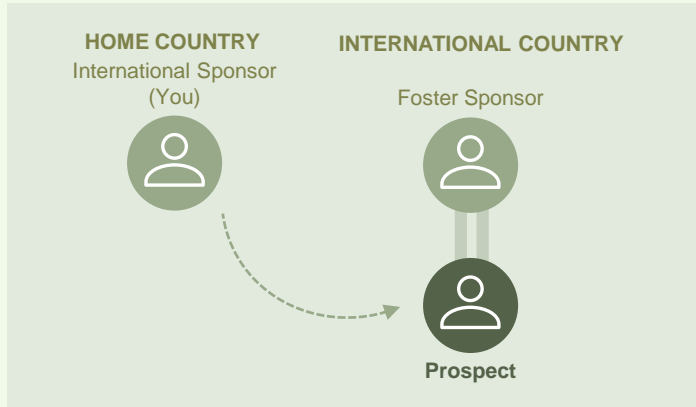 HOME COUNTRY
International Sponsor
(You)
INTERNATIONAL COUNTRY
Foster Sponsor
Prospect